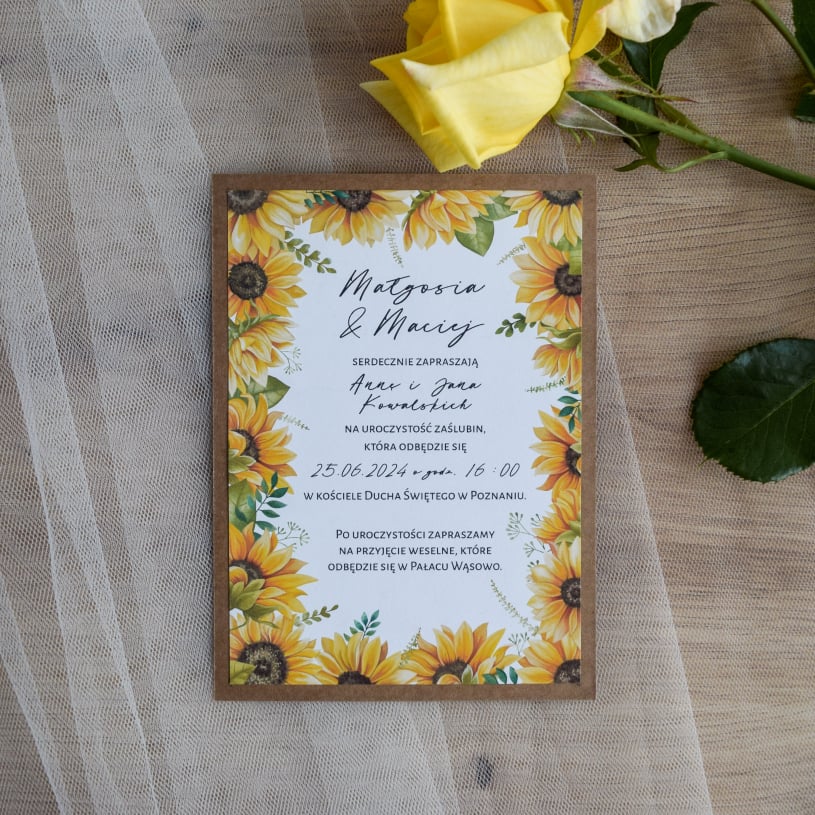 Małgosia
& Maciej
SERDECZNIE ZAPRASZAJĄ
Annę i Jana
Kowalskich
NA UROCZYSTOŚĆ ZAŚLUBIN,
KTÓRA ODBĘDZIE SIĘ
25.06.2024 o godz. 16:00
W KOŚCIELE DUCHA ŚWIĘTEGO W POZNANIU.
PO UROCZYSTOŚCI ZAPRASZAMY
NA PRZYJĘCIE WESELNE, KTÓRE
ODBĘDZIE SIĘ W PAŁACU WĄSOWO.